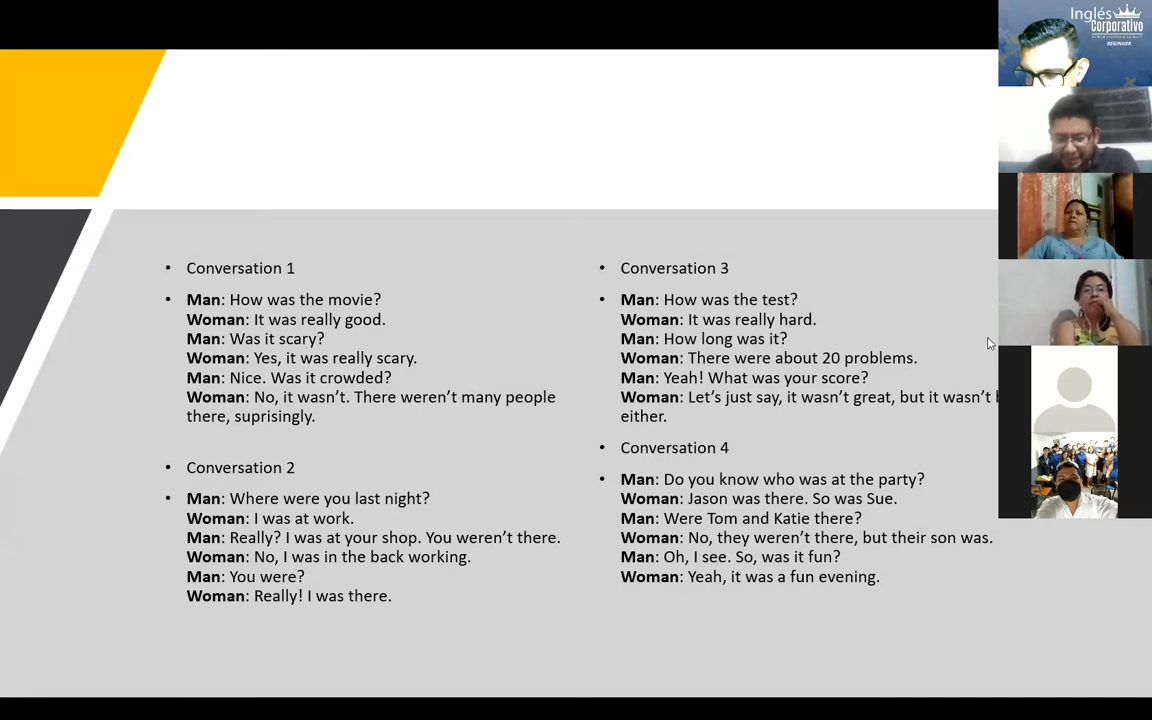 Conversation 1
Man: How was the movie?
Woman: It was really good.
Man: Was it scary?
Woman: Yes, it was really scary.
Man: Nice. Was it crowded?
Woman: No, it wasn't. There weren't many people
there, suprisingly.
Conversation 2
Man: Where were you last night?
Woman: I was at work.
Man: Really? I was at your shop. You weren't there.
Woman: No, I was in the back working.
Man: You were?
Woman: Really! I was there.
Conversation 3
Man: How was the test?
Woman: It was really hard.
Man: How long was it?
Woman: There were about 20 problems.
Man: Yeah! What was your score?
Woman: Let's just say, it wasn't great, but it wasn't
either.
Conversation 4
Man: Do you know who was at the party?
Woman: Jason was there. So was Sue.
Man: Were Tom and Katie there?
Woman: No, they weren't there, but their son was.
Man: Oh, I see. So, was it fun?
Woman: Yeah, it was a fun evening.
Inglés
Corporativo
BEGINNER